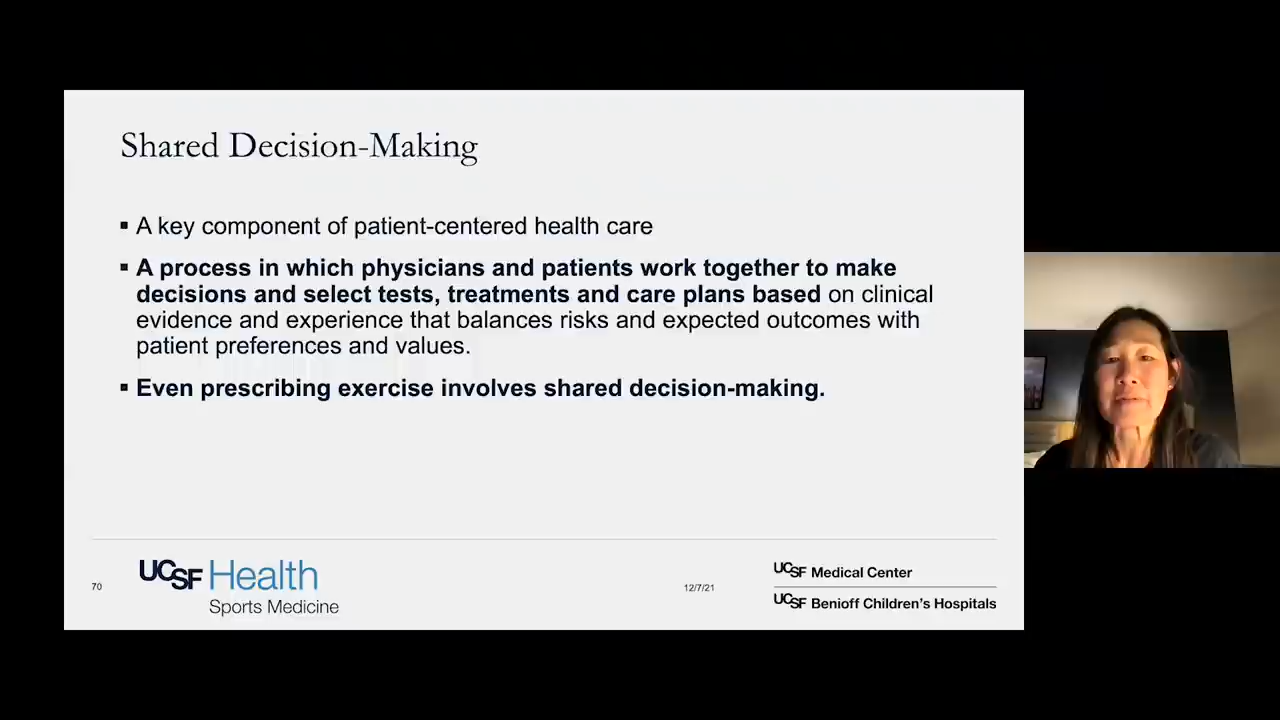 Shared Decision-Making
▪ A key component of patient-centered health care
▪ A process in which physicians and patients work together to make
decisions and select tests, treatments and care plans based on clinical
evidence and experience that balances risks and expected outcomes with
patient preferences and values.
▪ Even prescribing exercise involves shared decision-making.
70
UCSF Health
Sports Medicine
12/7/21
UCSF Medical Center
UCSF Benioff Children's Hospitals